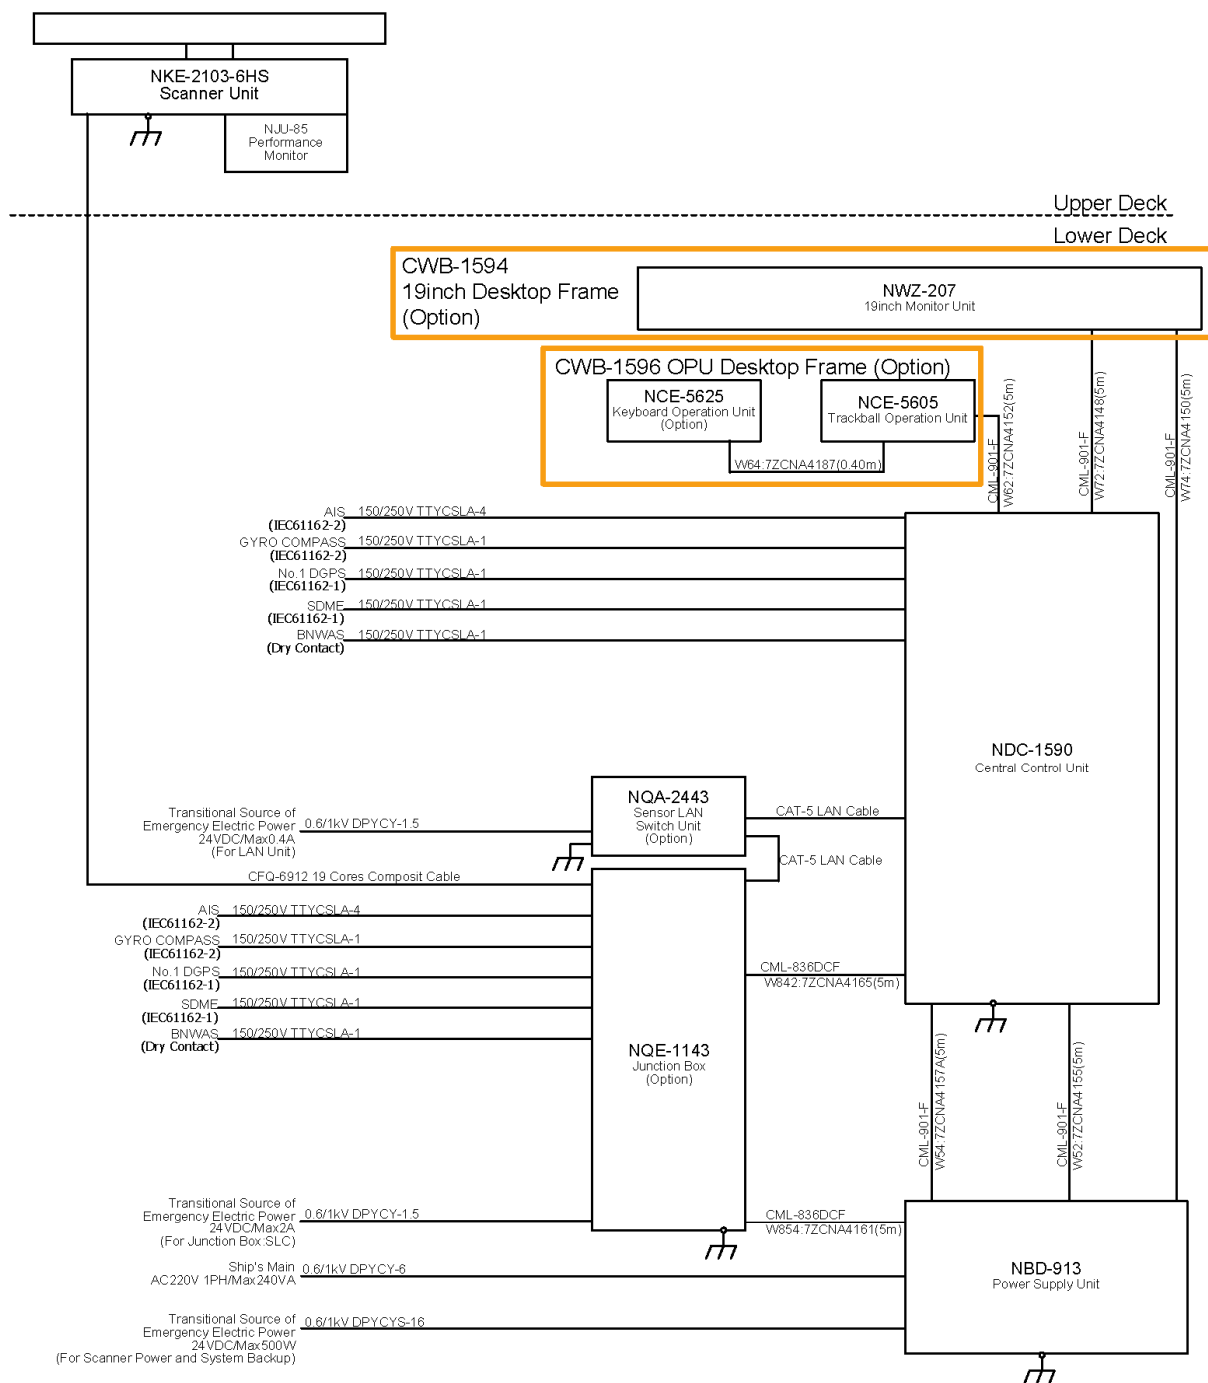 NKE-2103-6HS
Scanner Unit
NJU-85
Performance
Monitor
Upper Deck
Lower Deck
CWB-1594
19inch Desktop Frame
(Option)
NWZ-207
19inch Monitor Unit
CWB-1596 OPU Desktop Frame (Option)
NCE-5625
Keyboard Operation Unit
(Option)
NCE-5605
Trackball Operation Unit
W64:7ZCNA4187(0.40m)
CML-901-F
W62:7ZCNA4152(5m)
CML-901-F
W72:7ZCNA4148(5m)
CML-901-F
W74:7ZCNA4150(5m)
AIS 150/250V TTYCSLA-4
(IEC61162-2)
GYRO COMPASS 150/250V TTYCSLA-1
(IEC61162-2)
No.1 DGPS 150/250V TTYCSLA-1
(IEC61162-1)
SDME 150/250V TTYCSLA-1
(IEC61162-1)
BNWAS 150/250V TTYCSLA-1
(Dry Contact)
NDC-1590
Central Control Unit
NQA-2443
Sensor LAN
Switch Unit
(Option)
CAT-5 LAN Cable
CAT-5 LAN Cable
Transitional Source of
Emergency Electric Power 0.6/1kV DPYCY-1.5
24VDC/Max0.4A
(For LAN Unit)
CFQ-6912 19 Cores Composit Cable
AIS 150/250V TTYCSLA-4
(IEC61162-2)
GYRO COMPASS 150/250V TTYCSLA-1
(IEC61162-2)
No.1 DGPS 150/250V TTYCSLA-1
(IEC61162-1)
SDME 150/250V TTYCSLA-1
(IEC61162-1)
BNWAS 150/250V TTYCSLA-1
(Dry Contact)
CML-836DCF
W842:7ZCNA4165(5m)
NQE-1143
Junction Box
(Option)
CML-901-F
W54:7ZCNA4157A(5m)
CML-901-F
W52:7ZCNA4155(5m)
Transitional Source of
Emergency Electric Power 0.6/1kV DPYCY-1.5
24VDC/Max2A
(For Junction Box:SLC)
CML-836DCF
W854:7ZCNA4161(5m)
Ship's Main 0.6/1kV DPYCY-6
AC220V 1PH/Max240VA
NBD-913
Power Supply Unit
Transitional Source of
Emergency Electric Power 0.6/1kV DPYCYS-16
24VDC/Max500W
(For Scanner Power and System Backup)